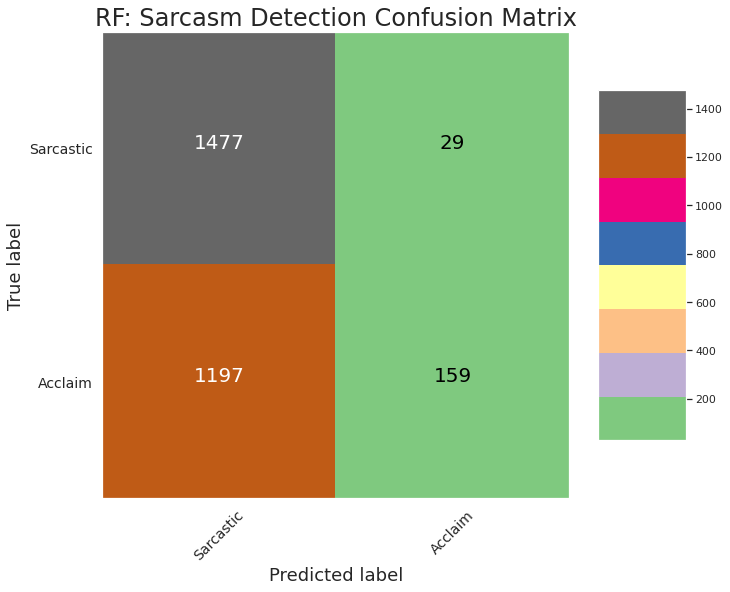 RF: Sarcasm Detection Confusion Matrix
True label
Sarcastic
1477
29
Acclaim
1197
159
Sarcastic
Acclaim
Predicted label
1400
1200
1000
800
600
400
200